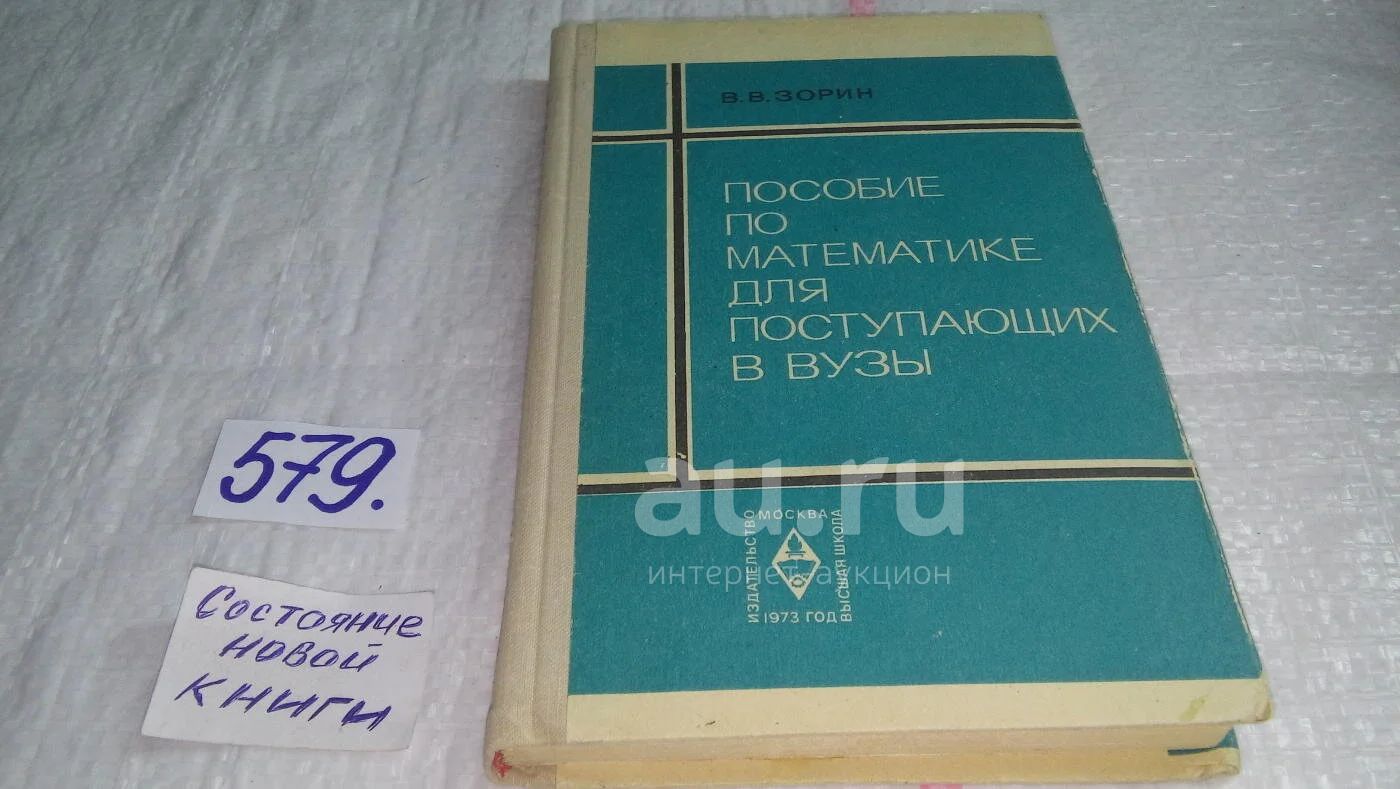 В. В. ЗОРИН
ПОСОБИЕ
ПО
МАТЕМАТИКЕ
ДЛЯ
ПОСТУПАЮЩИХ
В ВУЗЫ
579.
Состояние
новой
книги
au.ru
интернет-аукцион
ИЗДАТЕЛЬСТВО
МОСКВА
ВЫСШАЯ ШКОЛА
1973 ГОД